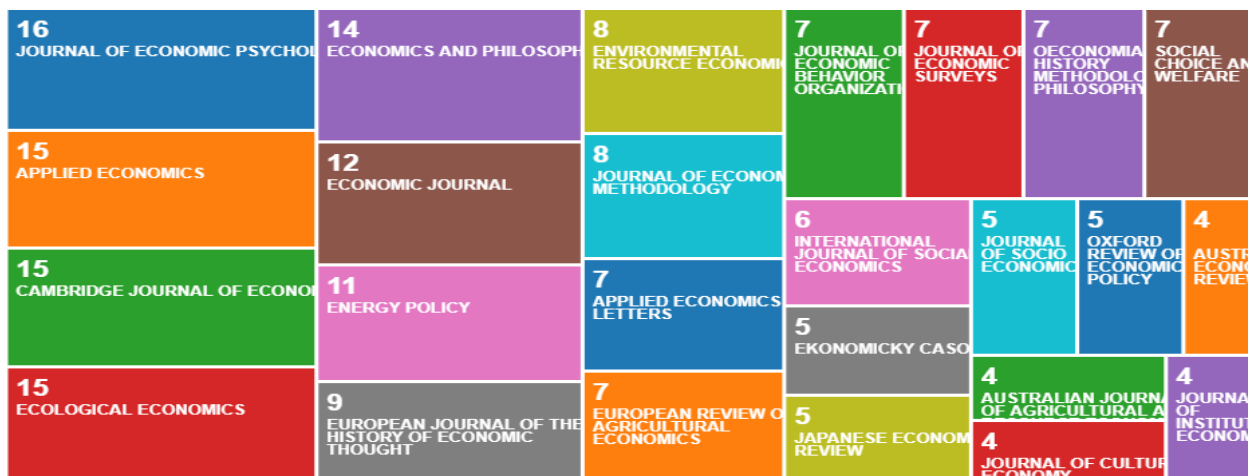 16
JOURNAL OF ECONOMIC PSYCHOL
15
APPLIED ECONOMICS
15
CAMBRIDGE JOURNAL OF ECONO
15
ECOLOGICAL ECONOMICS
14
ECONOMICS AND PHILOSOPH
12
ECONOMIC JOURNAL
11
ENERGY POLICY
9
EUROPEAN JOURNAL OF THE
HISTORY OF ECONOMIC
THOUGHT
8
ENVIRONMENTAL
RESOURCE ECONOMI
8
JOURNAL OF ECONOM
METHODOLOGY
7
APPLIED ECONOMICS
LETTERS
7
EUROPEAN REVIEW O
AGRICULTURAL
ECONOMICS
7
JOURNAL OF
ECONOMIC
BEHAVIOR
ORGANIZATI
7
JOURNAL OF
ECONOMIC
SURVEYS
7
OECONOMIA
HISTORY
METHODOLO
PHILOSOPHY
7
SOCIAL
CHOICE AN
WELFARE
6
INTERNATIONAL
JOURNAL OF SOCIA
ECONOMICS
5
EKONOMICKY CASO
5
JAPANESE ECONOM
REVIEW
5
JOURNAL
OF SOCIO
ECONOMIC
5
OXFORD
REVIEW OF
ECONOMIC
POLICY
4
AUSTR
ECONO
REVIEW
4
AUSTRALIAN JOURNA
OF AGRICULTURAL A
4
JOURNAL OF CULTUR
ECONOMY
4
JOURNA
OF
INSTITUT
ECONOM